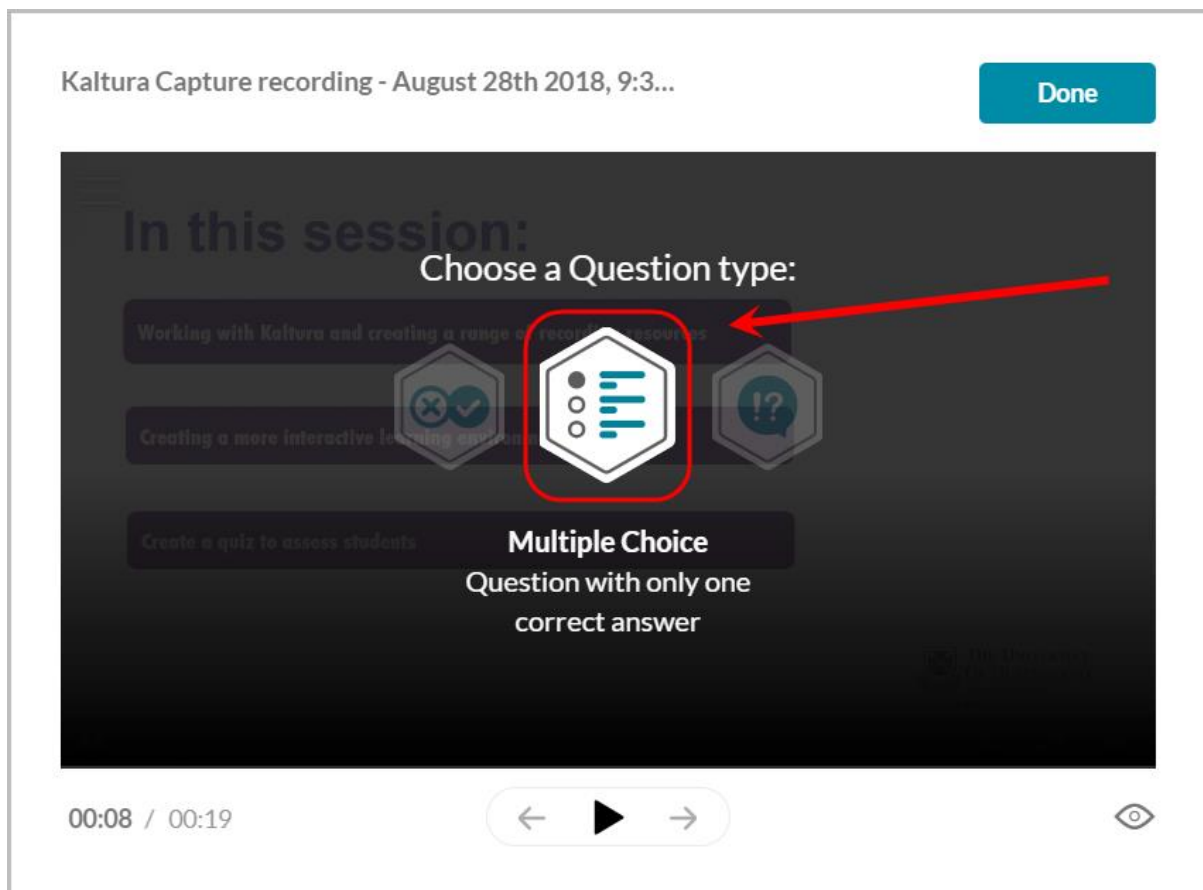 Kaltura Capture recording - August 28th 2018, 9:3...
Done
In this session:
Choose a Question type:
Working with Kaltura and creating a range of recording resources
!?
Creating a more interactive learning
Multiple Choice
Create a quiz to assess students
Question with only one
correct answer
00:08 / 00:19